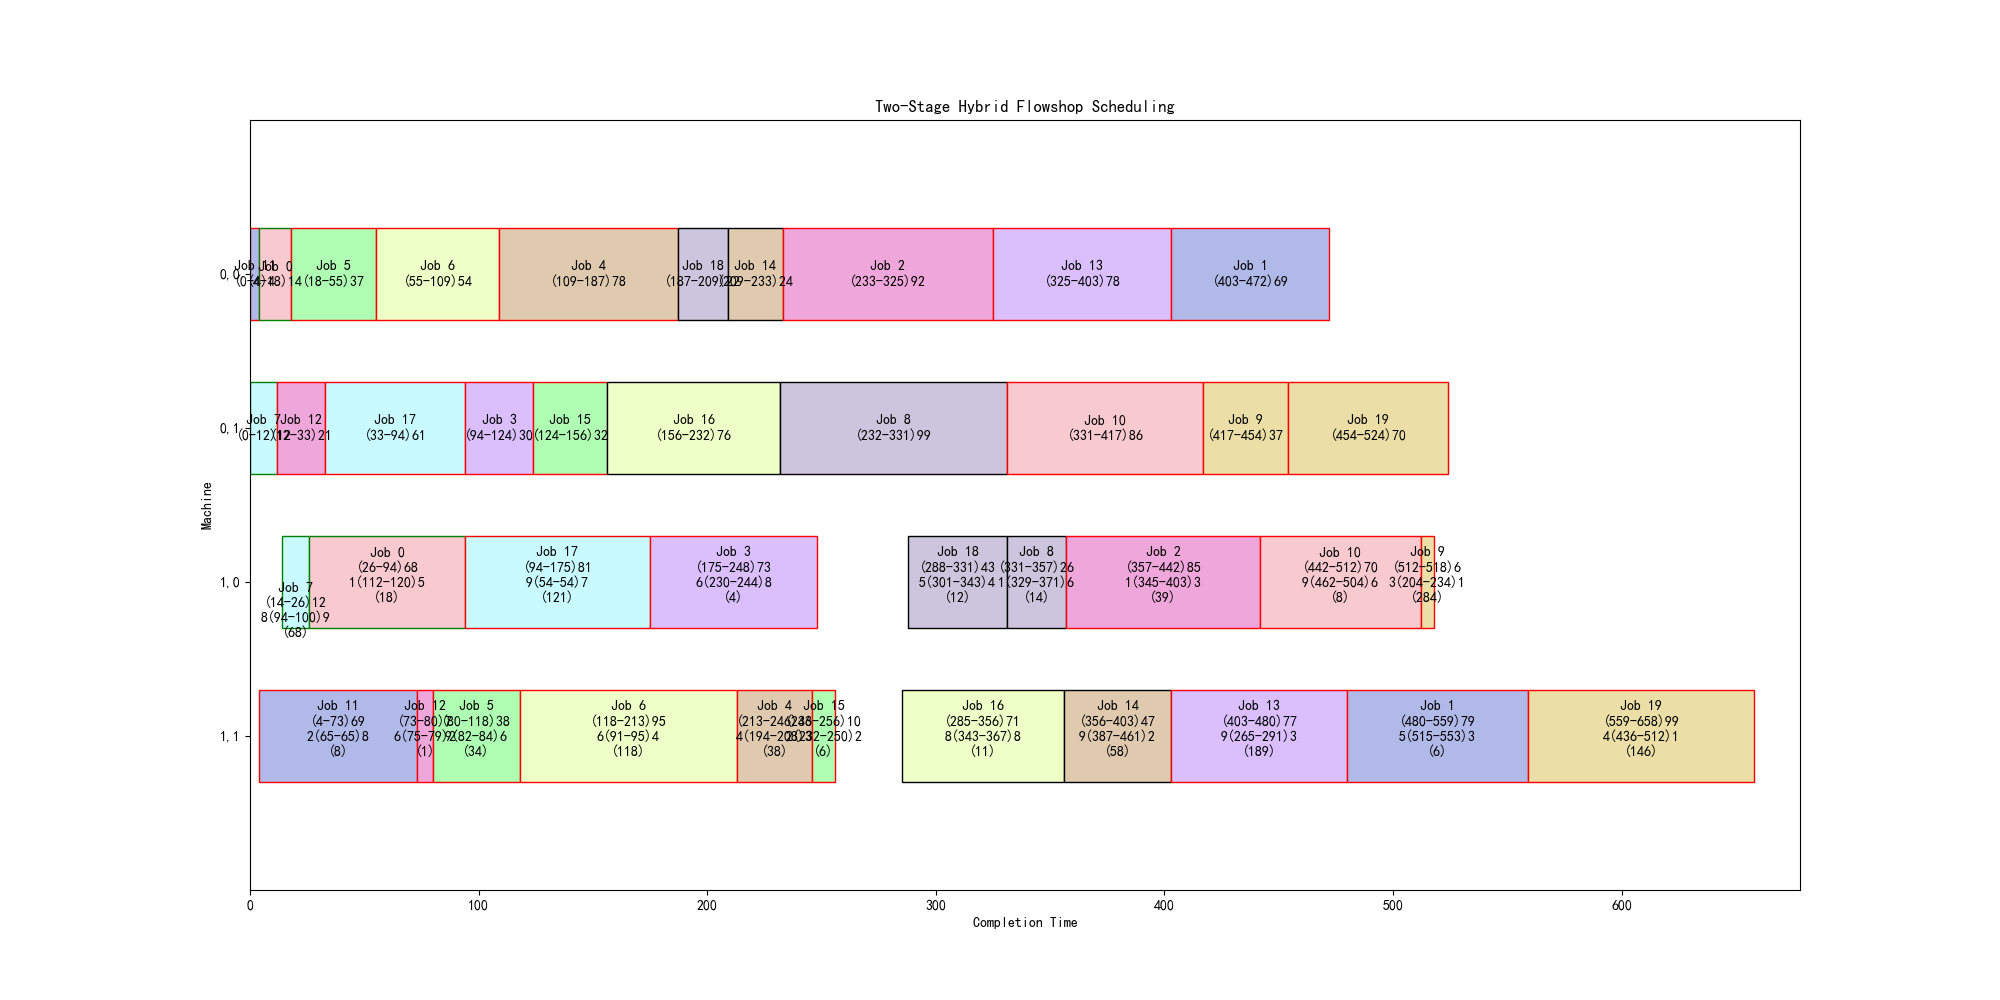 Two-Stage Hybrid Flowshop Scheduling
Machine
0,0
Job 11
Job 0
(4-18)14
Job 5
(18-55)37
Job 6
(55-109)54
Job 4
(109-187)78
Job 18
(187-209)22
Job 14
(209-233)24
Job 2
(233-325)92
Job 13
(325-403)78
Job 1
(403-472)69
0,1
Job 7
(0-12)12
Job 12
(12-33)21
Job 17
(33-94)61
Job 3
(94-124)30
Job 15
(124-156)32
Job 16
(156-232)76
Job 8
(232-331)99
Job 10
(331-417)86
Job 9
(417-454)37
Job 19
(454-524)70
1,0
Job 7
(14-26)12
8(94-100)9
(68)
Job 0
(26-94)68
1(112-120)5
(18)
Job 17
(94-175)81
9(54-54)7
(121)
Job 3
(175-248)73
6(230-244)8
(4)
Job 18
(288-331)43
5(301-343)4
(12)
Job 8
(331-357)26
1(329-371)6
(14)
Job 2
(357-442)85
1(345-403)3
(39)
Job 10
(442-512)70
9(462-504)6
(8)
Job 9
(512-518)6
3(204-234)1
(284)
1,1
Job 11
(4-73)69
2(65-65)8
(8)
Job 12
(73-80)7
6(75-79)
(1)
Job 5
(80-118)38
(82-84)6
(34)
Job 6
(118-213)95
6(91-95)4
(118)
Job 4
(213-246)
(38)
Job 15
(246-256)10
(232-250)2
(6)
Job 16
(285-356)71
8(343-367)8
(11)
Job 14
(356-403)47
9(387-461)2
(58)
Job 13
(403-480)77
9(265-291)3
(189)
Job 1
(480-559)79
5(515-553)3
(6)
Job 19
(559-658)99
4(436-512)1
(146)
0
100
200
300
400
500
600
Completion Time